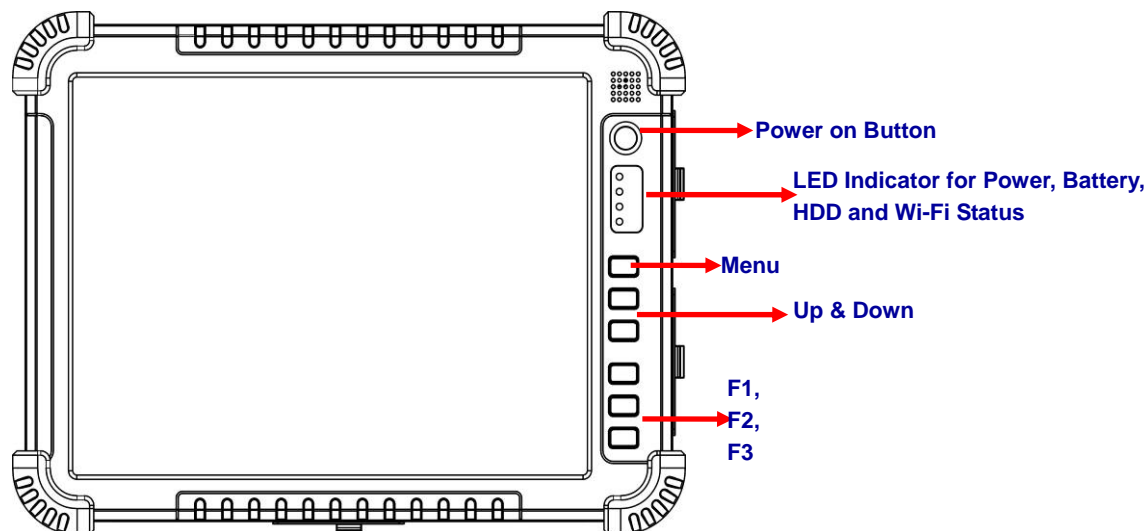 Power on Button
LED Indicator for Power, Battery,
HDD and Wi-Fi Status
Menu
Up & Down
F1,
F2,
F3